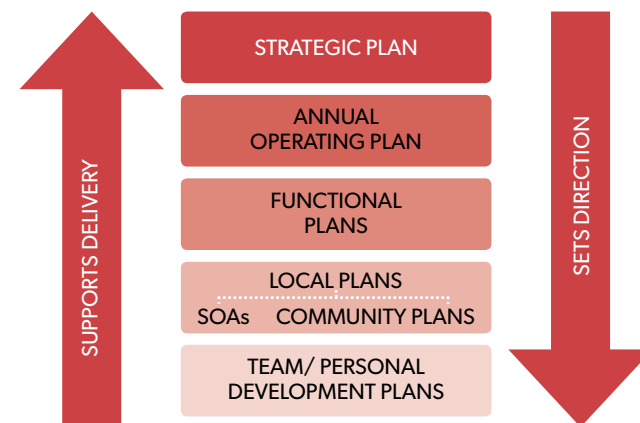 STRATEGIC PLAN
ANNUAL
OPERATING PLAN
FUNCTIONAL
PLANS
LOCAL PLANS
SOAs COMMUNITY PLANS
TEAM/ PERSONAL
DEVELOPMENT PLANS
SUPPORTS DELIVERY
SETS DIRECTION